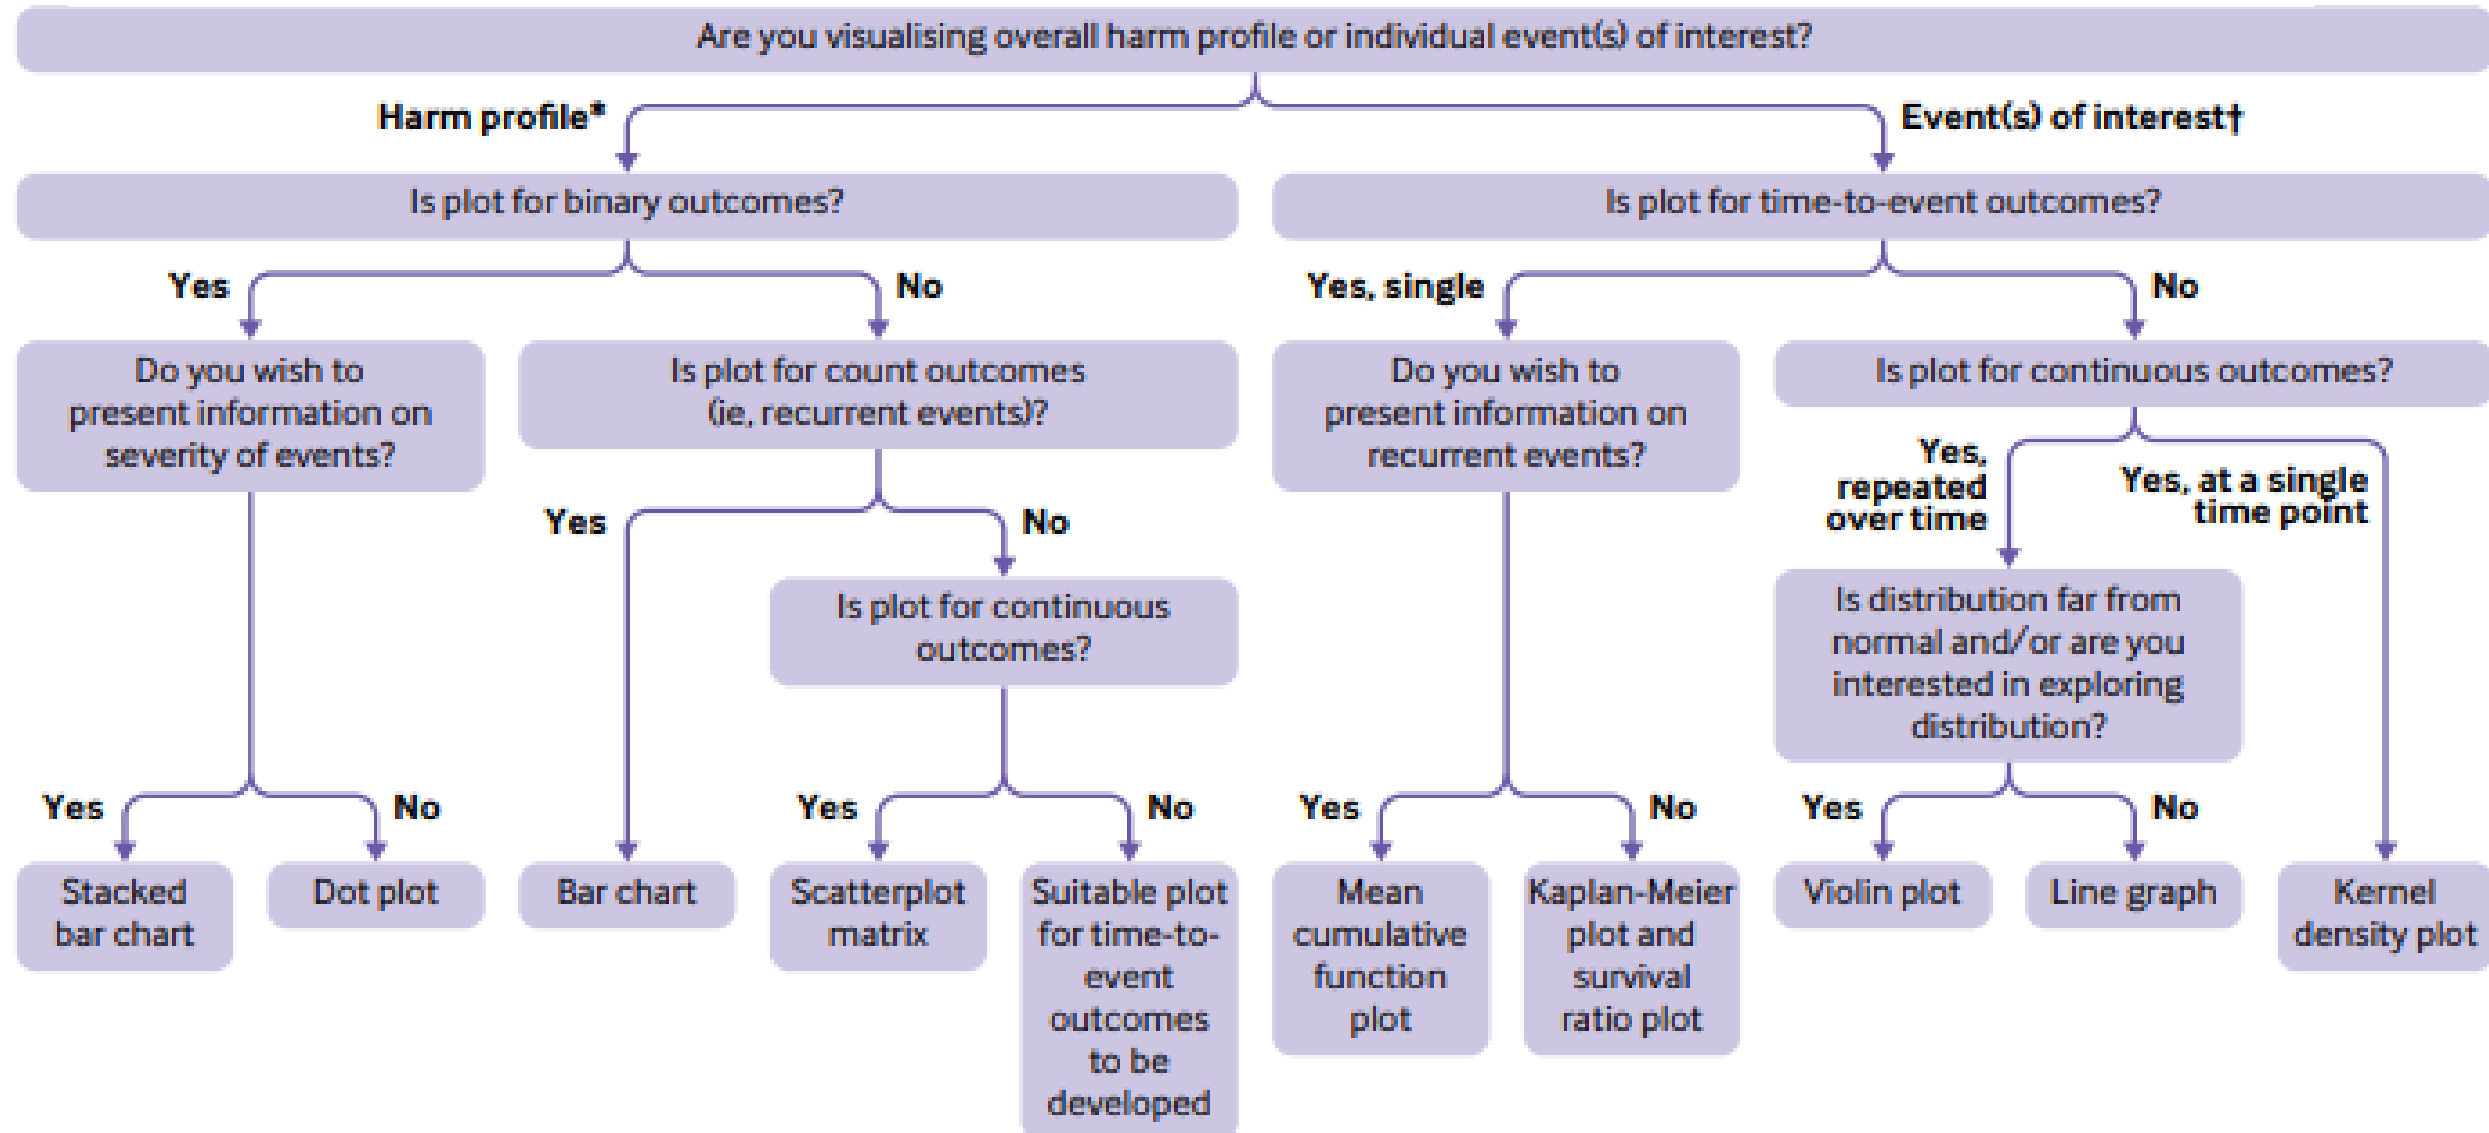 Are you visualising overall harm profile or individual event(s) of interest?
Harm profile*
Event(s) of interest†
Is plot for binary outcomes?
Is plot for time-to-event outcomes?
Yes
No
Yes, single
No
Do you wish to
present information on
severity of events?
Is plot for count outcomes
(ie, recurrent events)?
Do you wish to
present information on
recurrent events?
Is plot for continuous outcomes?
Yes,
repeated
over time
Yes, at a single
time point
Yes
No
Is plot for continuous
outcomes?
Is distribution far from
normal and/or are you
interested in exploring
distribution?
Yes
No
Yes
No
Yes
No
Yes
No
Stacked
bar chart
Dot plot
Bar chart
Scatterplot
matrix
Suitable plot
for time-to-
event
outcomes
to be
developed
Mean
cumulative
function
plot
Kaplan-Meier
plot and
survival
ratio plot
Violin plot
Line graph
Kernel
density plot